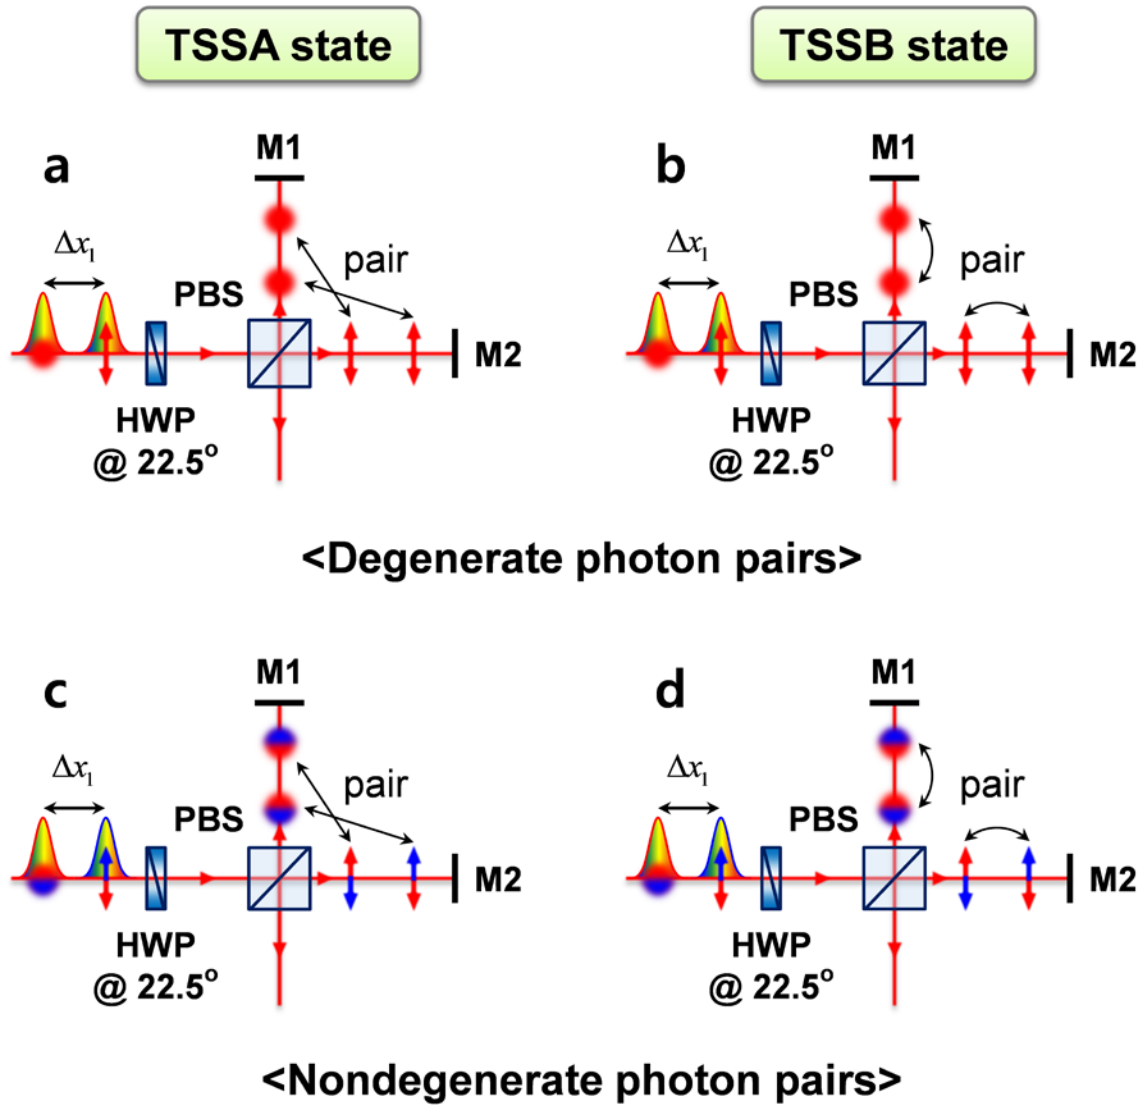 TSSA state
TSSB state
a
M1
Δx₁
pair
PBS
M2
HWP
@ 22.5°
b
M1
Δx₁
pair
PBS
M2
HWP
@ 22.5°
<Degenerate photon pairs>
c
M1
Δx₁
pair
PBS
M2
HWP
@ 22.5°
d
M1
Δx₁
pair
PBS
M2
HWP
@ 22.5°
<Nondegenerate photon pairs>